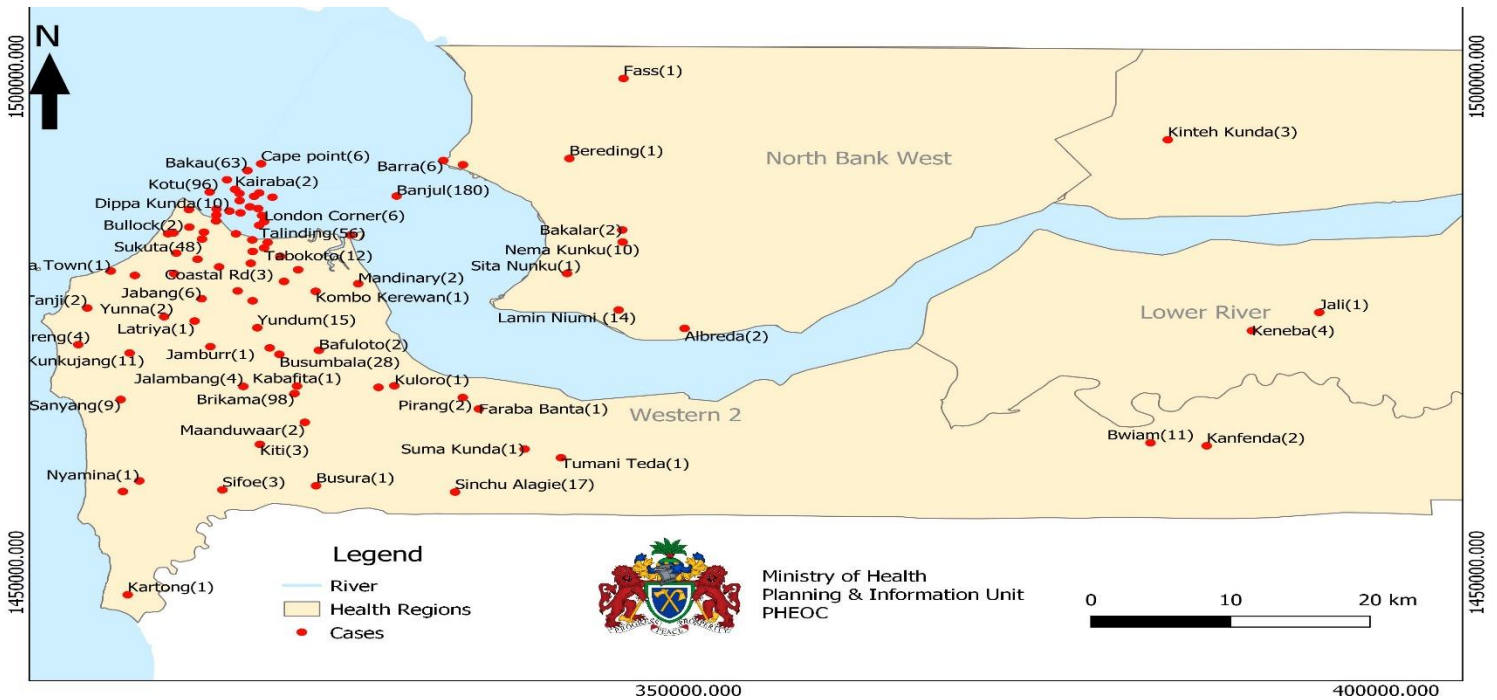 N
1500000.000
1500000.000
Fass(1)
Kinteh Kunda(3)
Cape point(6)
Bakau(63)
Barra(6)
Bereding(1)
North Bank West
Kotu(96)
Kairaba(2)
Banjul(180)
Dippa Kunda(10)
London Corner(6)
Bullock(2)
Talinding(56)
Bakalar(2)
Sukuta(48)
Tabokoto(12)
Nema Kunku(10)
a Town(1)
Coastal Rd(3)
Sita Nunku(1)
Mandinary(2)
Jabang(6)
Kombo Kerewan(1)
Tanji(2)
Yunna(2)
Lamin Niumi (14)
Jali(1)
Lower River
Latriya(1)
Yundum(15)
Albreda(2)
Keneba(4)
reng(4)
Jamburr(1)
Bafuloto(2)
Kunkujang(11)
Busumbala(28)
Jalambang(4)
Kabafita(1)
Kuloro(1)
Sanyang(9)
Brikama(98)
Pirang(2)
Faraba Banta(1)
Western 2
Maanduwaar(2)
Bwiam(11)
Kanfenda(2)
Kiti(3)
Suma Kunda(1)
Tumani Teda(1)
Nyamina(1)
Sifoe(3)
Busura(1)
Sinchu Alagie(17)
Kartong(1)
1450000.000
1450000.000
Legend
River
Health Regions
Cases
PROGRESS PEACE PROSPERITY
Ministry of Health
Planning & Information Unit
PHEOC
0 10 20 km
350000.000
400000.000